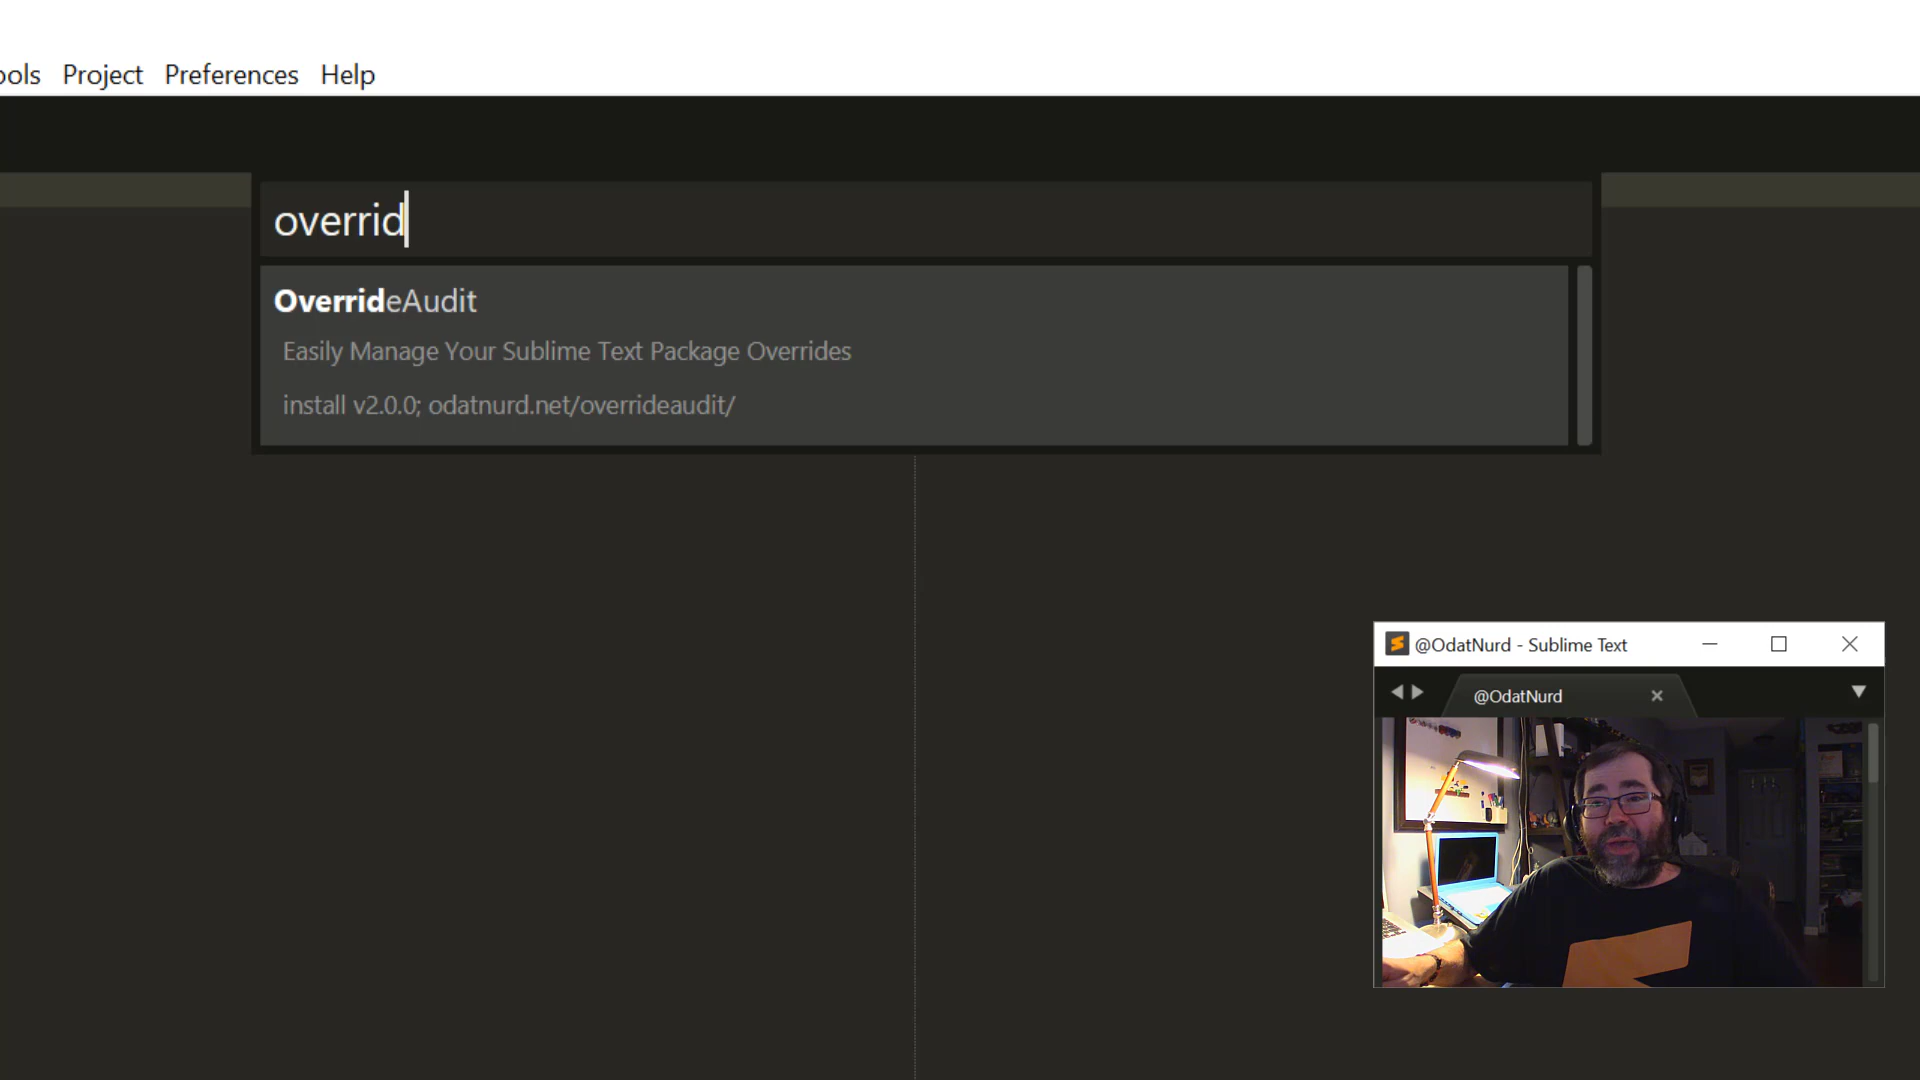 ools Project Preferences Help
overrid
OverrideAudit
Easily Manage Your Sublime Text Package Overrides
install v2.0.0; odatnurd.net/overrideaudit/
@OdatNurd - Sublime Text
@OdatNurd